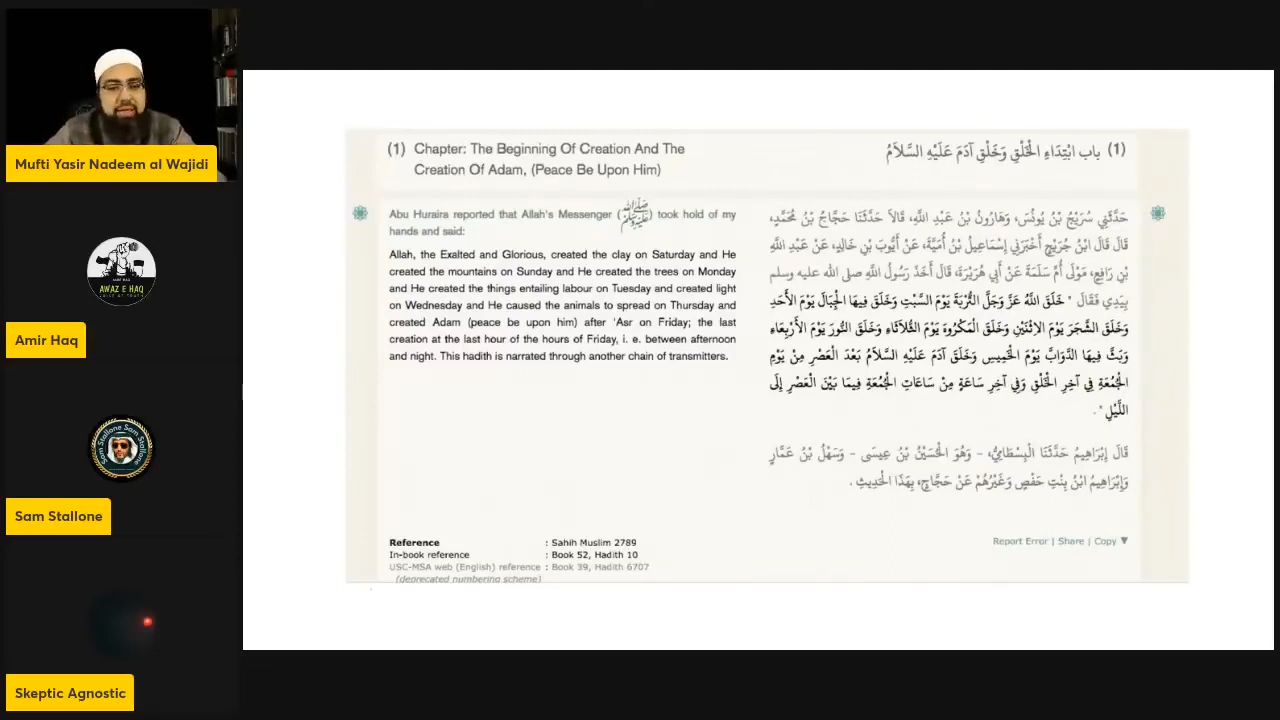 Mufti Yasir Nadeem al Wajidi
AWAZ E HAQ
VOICE OF TRUTH
Amir Haq
Sam Stallone Sam Stallone
Sam Stallone
Skeptic Agnostic
(1) Chapter: The Beginning Of Creation And The
Creation Of Adam, (Peace Be Upon Him)
(1) باب ابْتِدَاءِ الْخَلْقِ وَخَلْقِ آدَمَ عَلَيْهِ السَّلاَمُ
Abu Huraira reported that Allah's Messenger (ﷺ) took hold of my
hands and said:
Allah, the Exalted and Glorious, created the clay on Saturday and He
created the mountains on Sunday and He created the trees on Monday
and He created the things entailing labour on Tuesday and created light
on Wednesday and He caused the animals to spread on Thursday and
created Adam (peace be upon him) after 'Asr on Friday; the last
creation at the last hour of the hours of Friday, i. e. between afternoon
and night. This hadith is narrated through another chain of transmitters.
حَدَّثَنِي سُرَيْجُ بْنُ يُونُسَ، وَهَارُونُ بْنُ عَبْدِ اللَّهِ، قَالاَ حَدَّثَنَا حَجَّاجُ بْنُ مُحَمَّدٍ،
قَالَ قَالَ ابْنُ جُرَيْجٍ أَخْبَرَنِي إِسْمَاعِيلُ بْنُ أُمَيَّةَ، عَنْ أَيُّوبَ بْنِ خَالِدٍ، عَنْ عَبْدِ اللَّهِ
بْنِ رَافِعٍ، مَوْلَى أُمِّ سَلَمَةَ عَنْ أَبِي هُرَيْرَةَ، قَالَ أَخَذَ رَسُولُ اللَّهِ صلى الله عليه وسلم
بِيَدِي فَقَالَ " خَلَقَ اللَّهُ عَزَّ وَجَلَّ التُّرْبَةَ يَوْمَ السَّبْتِ وَخَلَقَ فِيهَا الْجِبَالَ يَوْمَ الأَحَدِ
وَخَلَقَ الشَّجَرَ يَوْمَ الاِثْنَيْنِ وَخَلَقَ الْمَكْرُوهَ يَوْمَ الثُّلاَثَاءِ وَخَلَقَ النُّورَ يَوْمَ الأَرْبِعَاءِ
وَبَثَّ فِيهَا الدَّوَابَّ يَوْمَ الْخَمِيسِ وَخَلَقَ آدَمَ عَلَيْهِ السَّلاَمُ بَعْدَ الْعَصْرِ مِنْ يَوْمِ
الْجُمُعَةِ فِي آخِرِ الْخَلْقِ وَفِي آخِرِ سَاعَةٍ مِنْ سَاعَاتِ الْجُمُعَةِ فِيمَا بَيْنَ الْعَصْرِ إِلَى
اللَّيْلِ " .
قَالَ إِبْرَاهِيمُ حَدَّثَنَا الْبِسْطَامِيُّ، - وَهُوَ الْحُسَيْنُ بْنُ عِيسَى - وَسَهْلُ بْنُ عَمَّارٍ
وَإِبْرَاهِيمُ ابْنُ بِنْتِ حَفْصٍ وَغَيْرُهُمْ عَنْ حَجَّاجٍ، بِهَذَا الْحَدِيثِ .
Reference : Sahih Muslim 2789
In-book reference : Book 52, Hadith 10
USC-MSA web (English) reference : Book 39, Hadith 6707
(deprecated numbering scheme)
Report Error | Share | Copy ▼